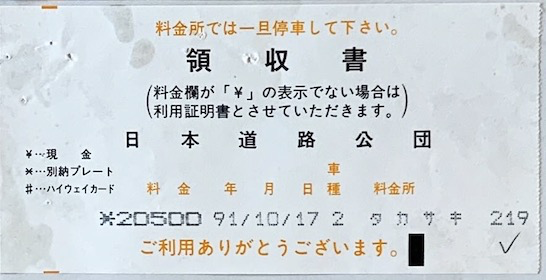 料金所では一旦停車して下さい。
領収書
(料金欄が「¥」の表示でない場合は
利用証明書とさせていただきます。)
日本道路公団
¥…現金
⋇…別納プレート
♯…ハイウェイカード
車
料金 年 月 日 種 料金所
⋇20500 91/10/17 2 タカサキ 219
ご利用ありがとうございます。